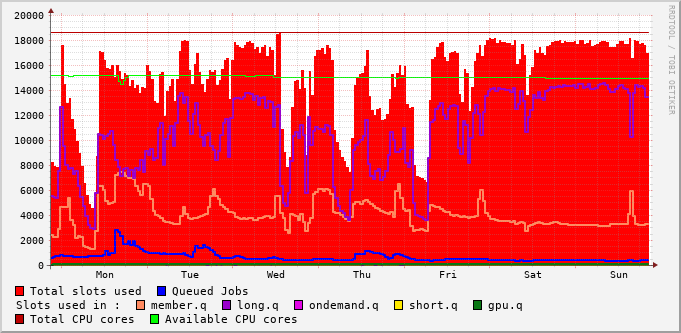 20000
18000
16000
14000
12000
10000
8000
6000
4000
2000
0
Mon Tue Wed Thu Fri Sat Sun
RRDTOOL / TOBI OETIKER
Total slots used Queued Jobs
Slots used in : member.q long.q ondemand.q short.q gpu.q
Total CPU cores Available CPU cores